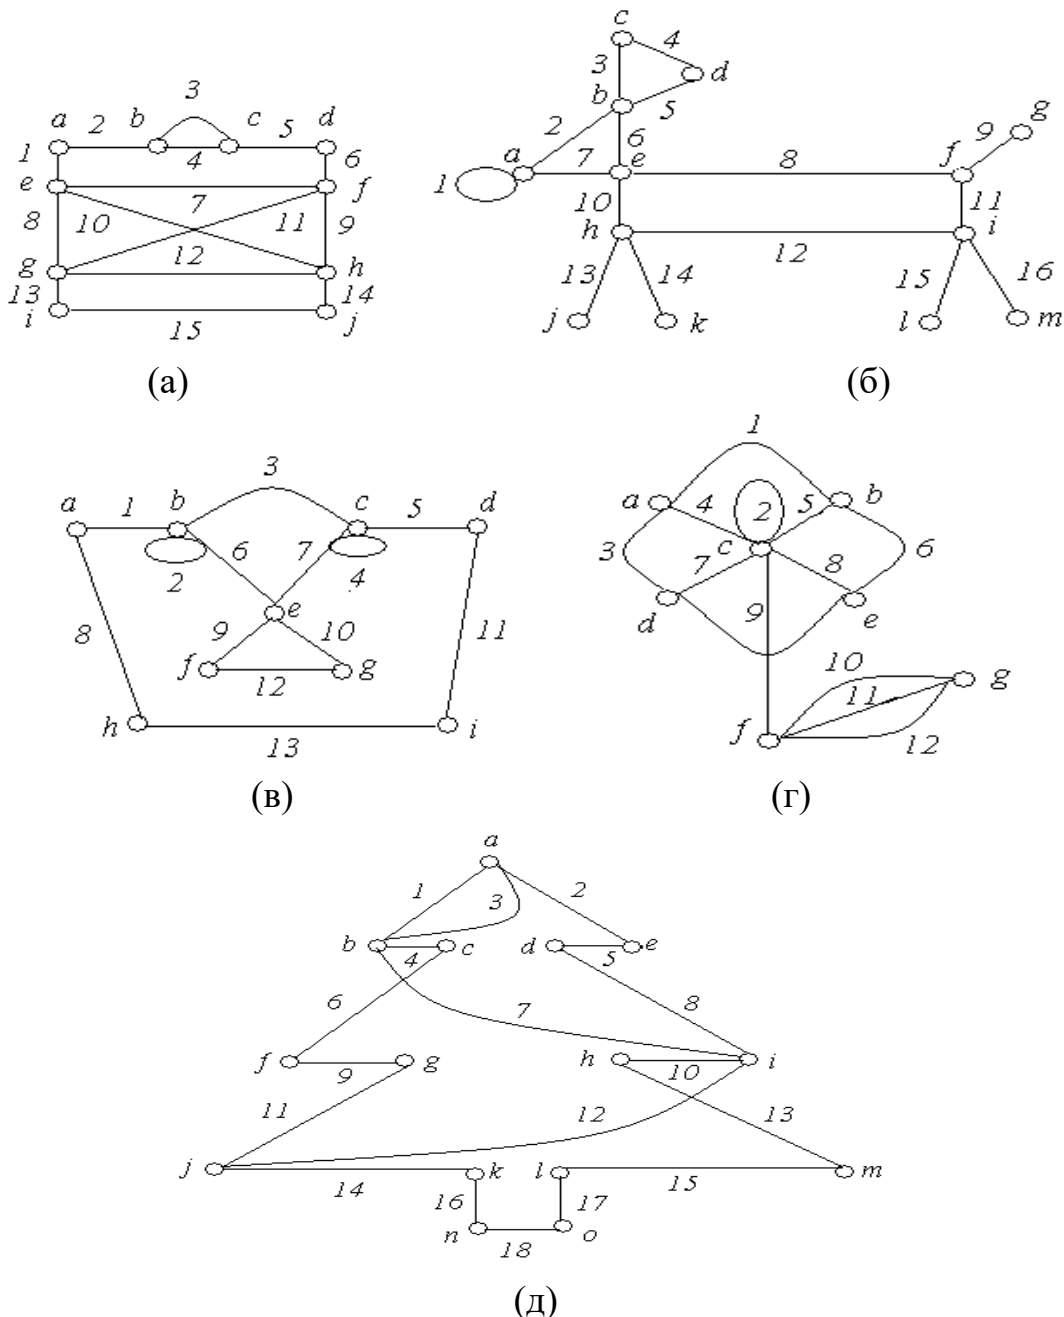 3
a 2 b c 5 d
1 4 6
e 7 f
8 10 11 9
g 12 h
13 14
i 15 j
(а)
c 4
3 d
b 5
2 6 g
9
a 7 e 8 f
1 10 11
h 12 i
13 14 15 16
j k l m
(б)
3
a 1 b c 5 d
6 7
2 4
e
8 9 10 11
f 12 g
h 13 i
(в)
1
a 4 2 5 b
3 c 6
7 8
d 9 e
10
11 g
f 12
(г)
a
1 3 2
b 4 c d 5 e
6 7 8
f 9 g h 10 i
11 12 13
j 14 k l 15 m
16 17
n 18 o
(д)